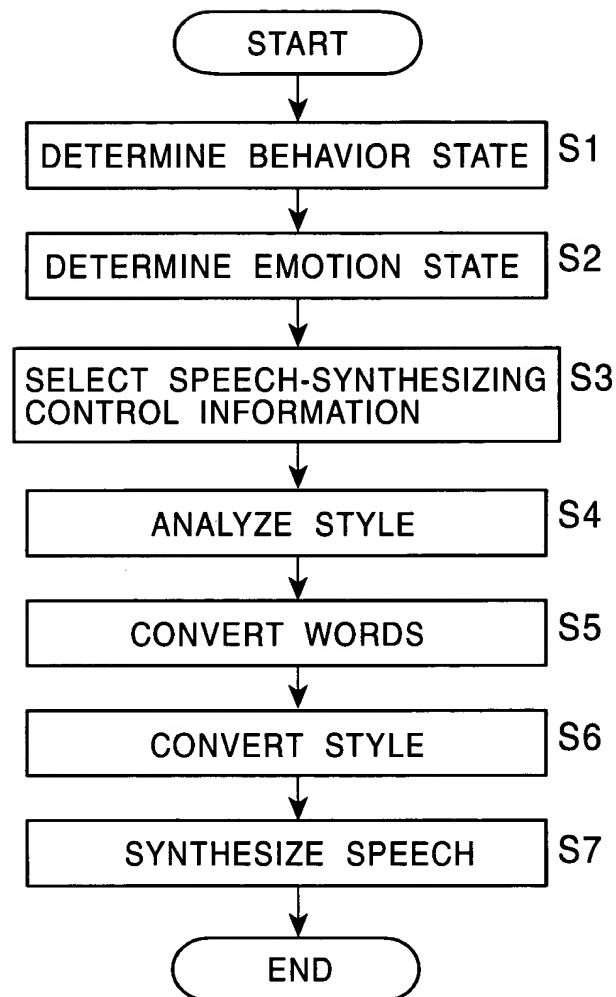 START
DETERMINE BEHAVIOR STATE S1
DETERMINE EMOTION STATE S2
SELECT SPEECH-SYNTHESIZING S3
CONTROL INFORMATION
ANALYZE STYLE S4
CONVERT WORDS S5
CONVERT STYLE S6
SYNTHESIZE SPEECH S7
END